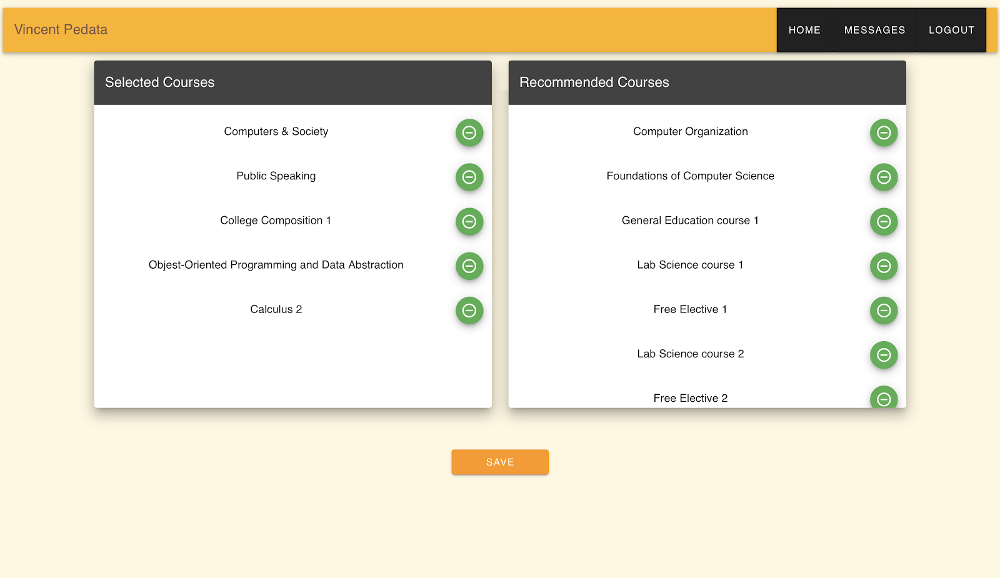 Vincent Pedata
HOME MESSAGES LOGOUT
Selected Courses
Computers & Society
Public Speaking
College Composition 1
Objest-Oriented Programming and Data Abstraction
Calculus 2
Recommended Courses
Computer Organization
Foundations of Computer Science
General Education course 1
Lab Science course 1
Free Elective 1
Lab Science course 2
Free Elective 2
SAVE